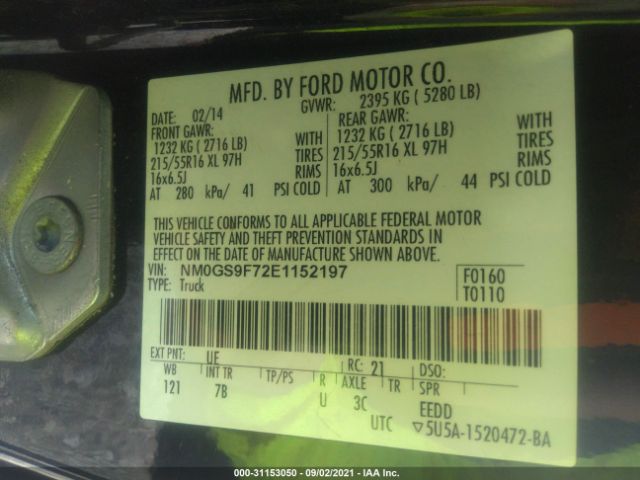 MFD. BY FORD MOTOR CO.
DATE: 02/14 GVWR: 2395 KG ( 5280 LB)
FRONT GAWR: REAR GAWR:
1232 KG ( 2716 LB) WITH 1232 KG ( 2716 LB) WITH
215/55R16 XL 97H TIRES 215/55R16 XL 97H TIRES
16x6.5J RIMS 16x6.5J RIMS
AT 280 kPa/ 41 PSI COLD AT 300 kPa/ 44 PSI COLD
THIS VEHICLE CONFORMS TO ALL APPLICABLE FEDERAL MOTOR
VEHICLE SAFETY AND THEFT PREVENTION STANDARDS IN
EFFECT ON THE DATE OF MANUFACTURE SHOWN ABOVE.
VIN: NM0GS9F72E1152197 F0160
TYPE: Truck T0110
EXT PNT: UE RC: 21 DSO:
WB INT TR TP/PS R AXLE TR SPR
121 7B U 3C EEDD
UTC ▽5U5A-1520472-BA
000-31153050 - 09/02/2021 - IAA Inc.